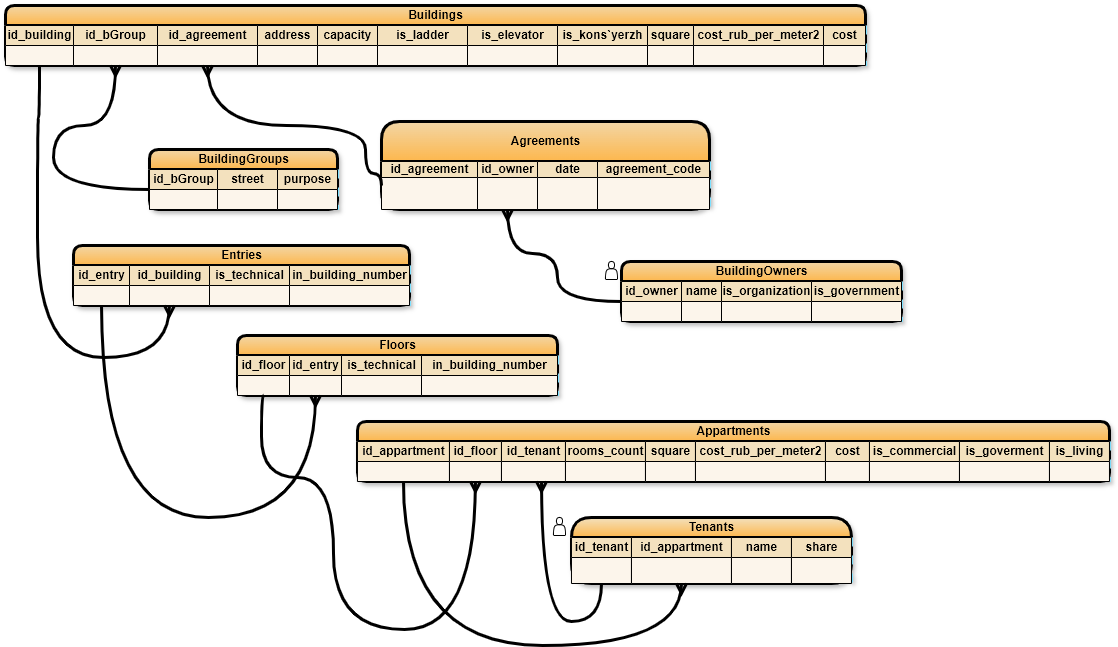 Buildings
id_building id_bGroup id_agreement address capacity is_ladder is_elevator is_kons`yerzh square cost_rub_per_meter2 cost
Agreements
id_agreement id_owner date agreement_code
BuildingGroups
id_bGroup street purpose
Entries
id_entry id_building is_technical in_building_number
BuildingOwners
id_owner name is_organization is_government
Floors
id_floor id_entry is_technical in_building_number
Appartments
id_appartment id_floor id_tenant rooms_count square cost_rub_per_meter2 cost is_commercial is_goverment is_living
Tenants
id_tenant id_appartment name share